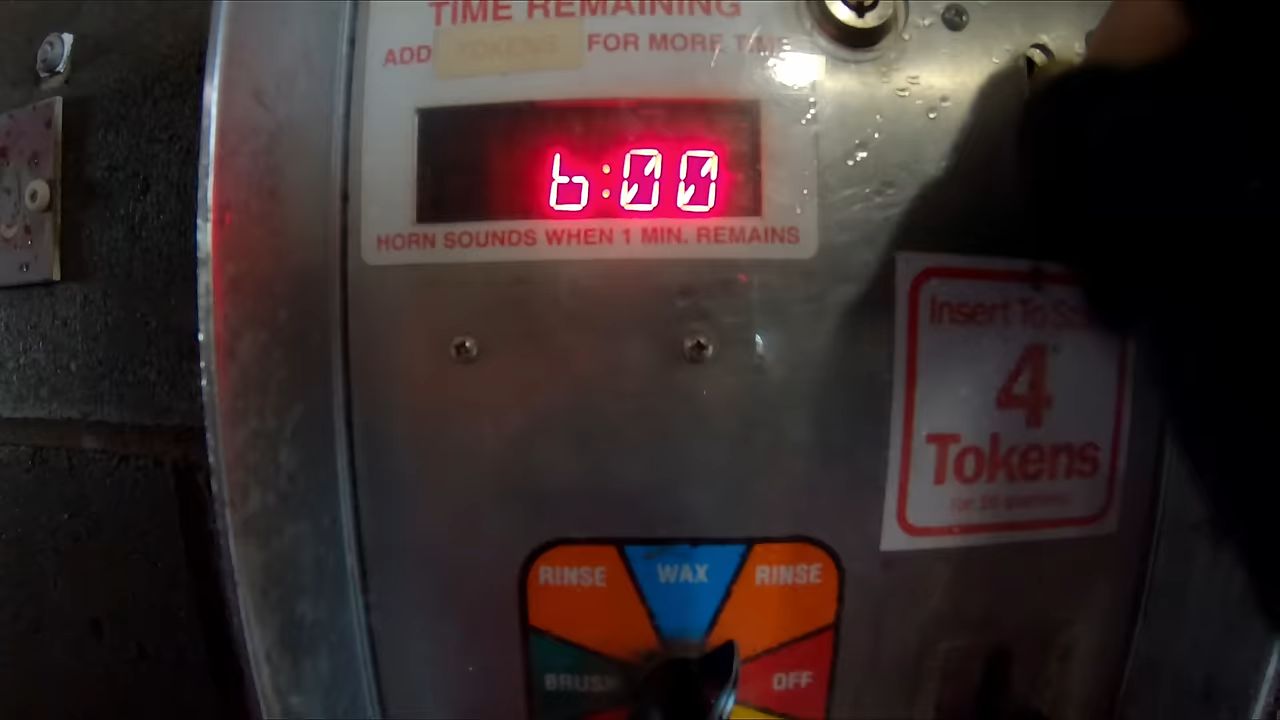 TIME REMAINING
ADD TOKENS FOR MORE TIME
6:00
HORN SOUNDS WHEN 1 MIN. REMAINS
Insert To
4
Tokens
RINSE
WAX
RINSE
BRUSH
OFF